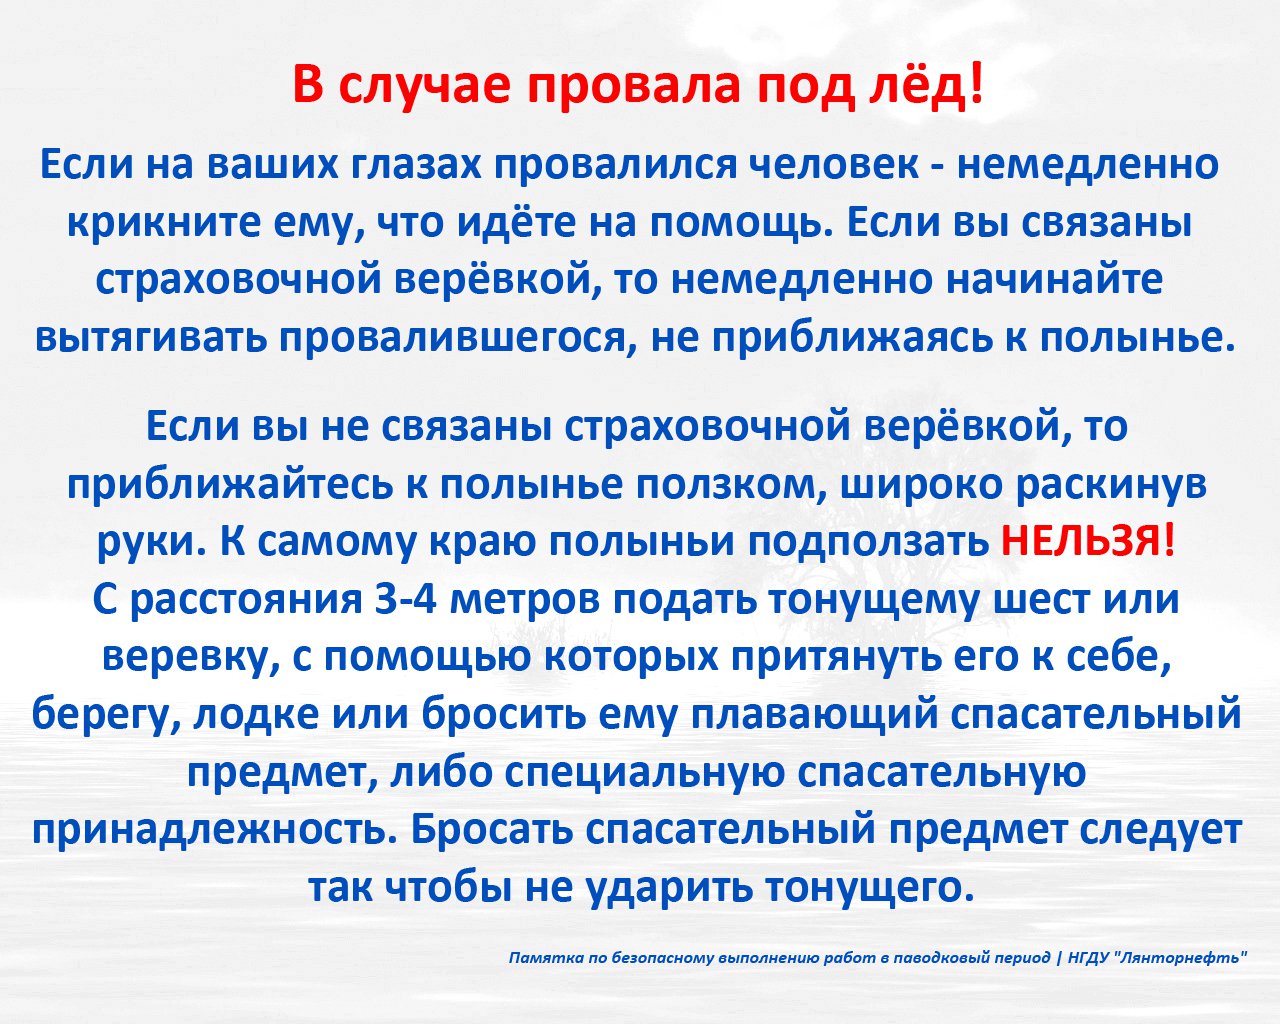 В случае провала под лёд!
Если на ваших глазах провалился человек - немедленно
крикните ему, что идёте на помощь. Если вы связаны
страховочной верёвкой, то немедленно начинайте
вытягивать провалившегося, не приближаясь к полынье.
Если вы не связаны страховочной верёвкой, то
приближайтесь к полынье ползком, широко раскинув
руки. К самому краю полыньи подползать НЕЛЬЗЯ!
С расстояния 3-4 метров подать тонущему шест или
веревку, с помощью которых притянуть его к себе,
берегу, лодке или бросить ему плавающий спасательный
предмет, либо специальную спасательную
принадлежность. Бросать спасательный предмет следует
так чтобы не ударить тонущего.
Памятка по безопасному выполнению работ в паводковый период | НГДУ "Лянторнефть"